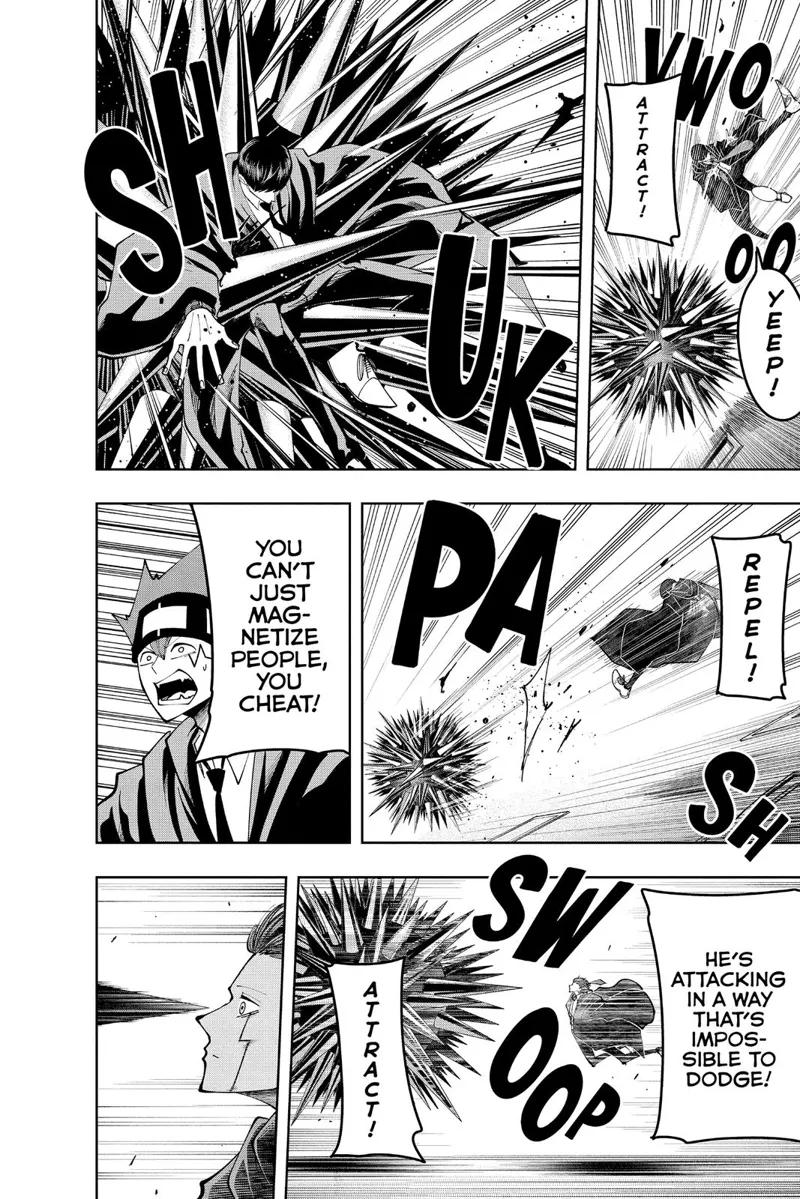 VWO
ATTRACT!
OO
YEEP!
SH
UK
REPEL!
PA
SH
YOU
CAN'T
JUST
MAG-
NETIZE
PEOPLE,
YOU
CHEAT!
HE'S
ATTACKING
IN A WAY
THAT'S
IMPOS-
SIBLE TO
DODGE!
SW
OOP
ATTRACT!